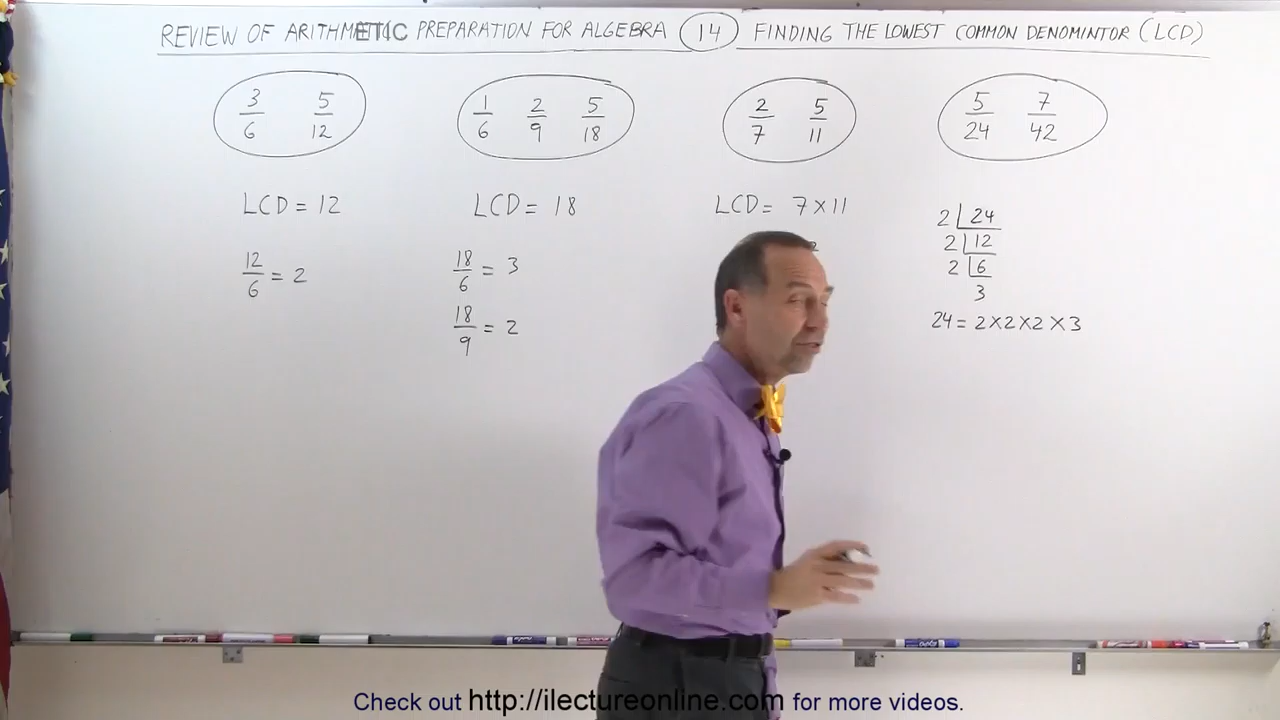 REVIEW OF ARITHMETIC PREPARATION FOR ALGEBRA 14 FINDING THE LOWEST COMMON DENOMINTOR (LCD)
3/6 5/12
LCD = 12
12/6 = 2
1/6 2/9 5/18
LCD = 18
18/6 = 3
18/9 = 2
2/7 5/11
LCD = 7×11
5/24 7/42
2 24
2 12
2 6
3
24 = 2×2×2×3
Check out http://ilectureonline.com for more videos.